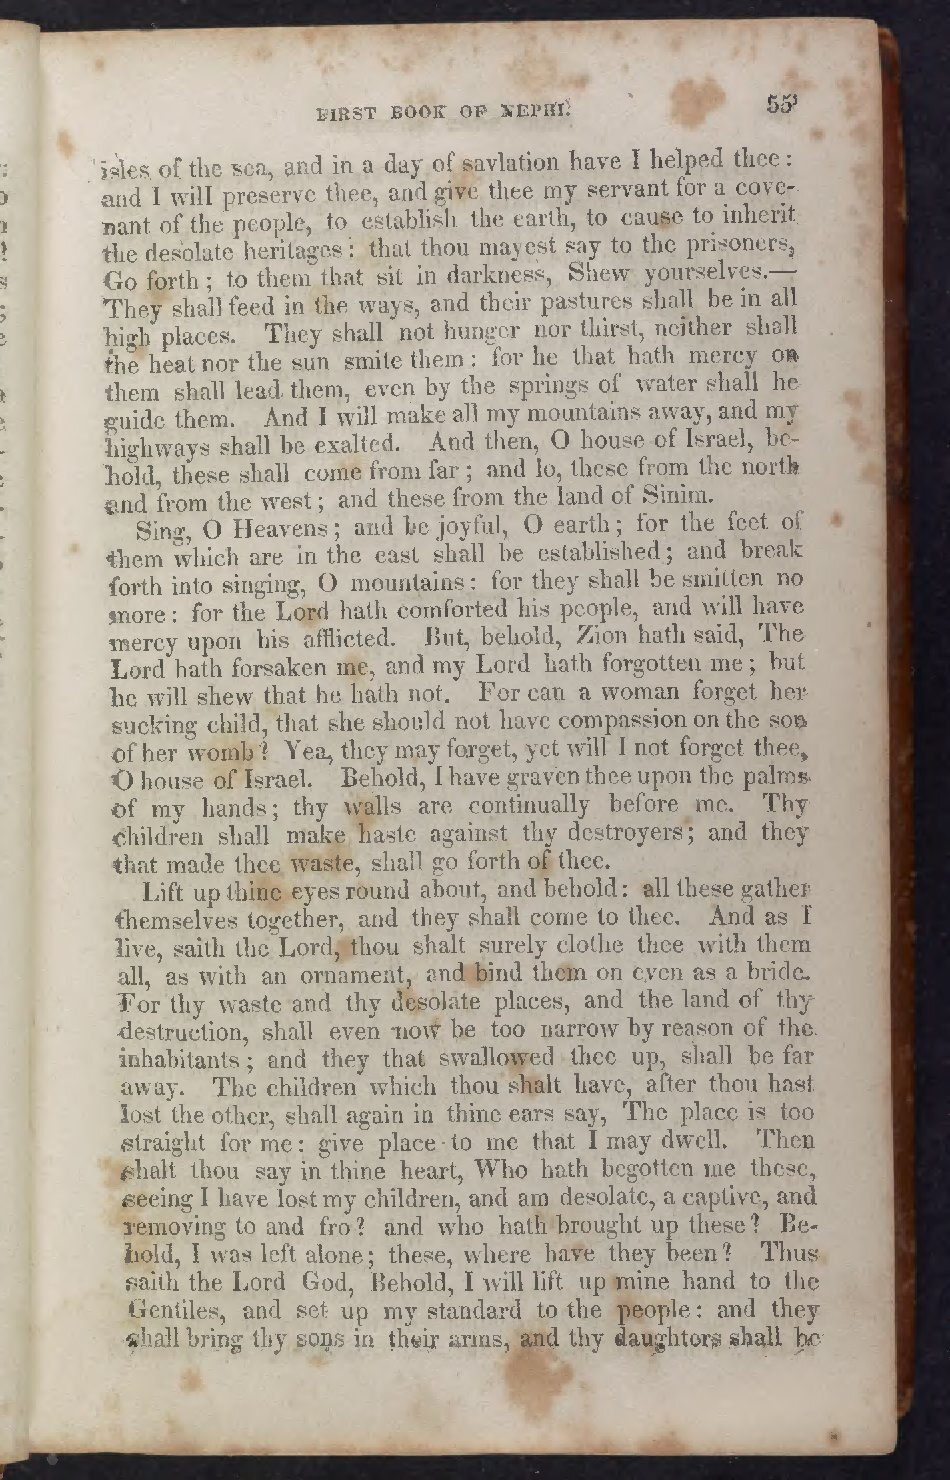 FIRST BOOK OF NEPHI. 55
isles of the sea, and in a day of savlation have I helped thee:
and I will preserve thee, and give thee my servant for a cove-
nant of the people, to establish the earth, to cause to inherit
the desolate heritages: that thou mayest say to the prisoners,
Go forth; to them that sit in darkness, Shew yourselves.—
They shall feed in the ways, and their pastures shall be in all
high places. They shall not hunger nor thirst, neither shall
the heat nor the sun smite them: for he that hath mercy on
them shall lead them, even by the springs of water shall he
guide them. And I will make all my mountains away, and my
highways shall be exalted. And then, O house of Israel, be-
hold, these shall come from far; and lo, these from the north
and from the west; and these from the land of Sinim.
Sing, O Heavens; and be joyful, O earth; for the feet of
them which are in the east shall be established; and break
forth into singing, O mountains: for they shall be smitten no
more: for the Lord hath comforted his people, and will have
mercy upon his afflicted. But, behold, Zion hath said, The
Lord hath forsaken me, and my Lord hath forgotten me; but
he will shew that he hath not. For can a woman forget her
sucking child, that she should not have compassion on the son
of her womb? Yea, they may forget, yet will I not forget thee,
O house of Israel. Behold, I have graven thee upon the palms
of my hands; thy walls are continually before me. Thy
children shall make haste against thy destroyers; and they
that made thee waste, shall go forth of thee.
Lift up thine eyes round about, and behold: all these gather
themselves together, and they shall come to thee. And as I
live, saith the Lord, thou shalt surely clothe thee with them
all, as with an ornament, and bind them on even as a bride.
For thy waste and thy desolate places, and the land of thy
destruction, shall even now be too narrow by reason of the
inhabitants; and they that swallowed thee up, shall be far
away. The children which thou shalt have, after thou hast
lost the other, shall again in thine ears say, The place is too
straight for me: give place to me that I may dwell. Then
shalt thou say in thine heart, Who hath begotten me these,
seeing I have lost my children, and am desolate, a captive, and
removing to and fro? and who hath brought up these? Be-
hold, I was left alone; these, where have they been? Thus
saith the Lord God, Behold, I will lift up mine hand to the
Gentiles, and set up my standard to the people: and they
shall bring thy sons in their arms, and thy daughters shall be